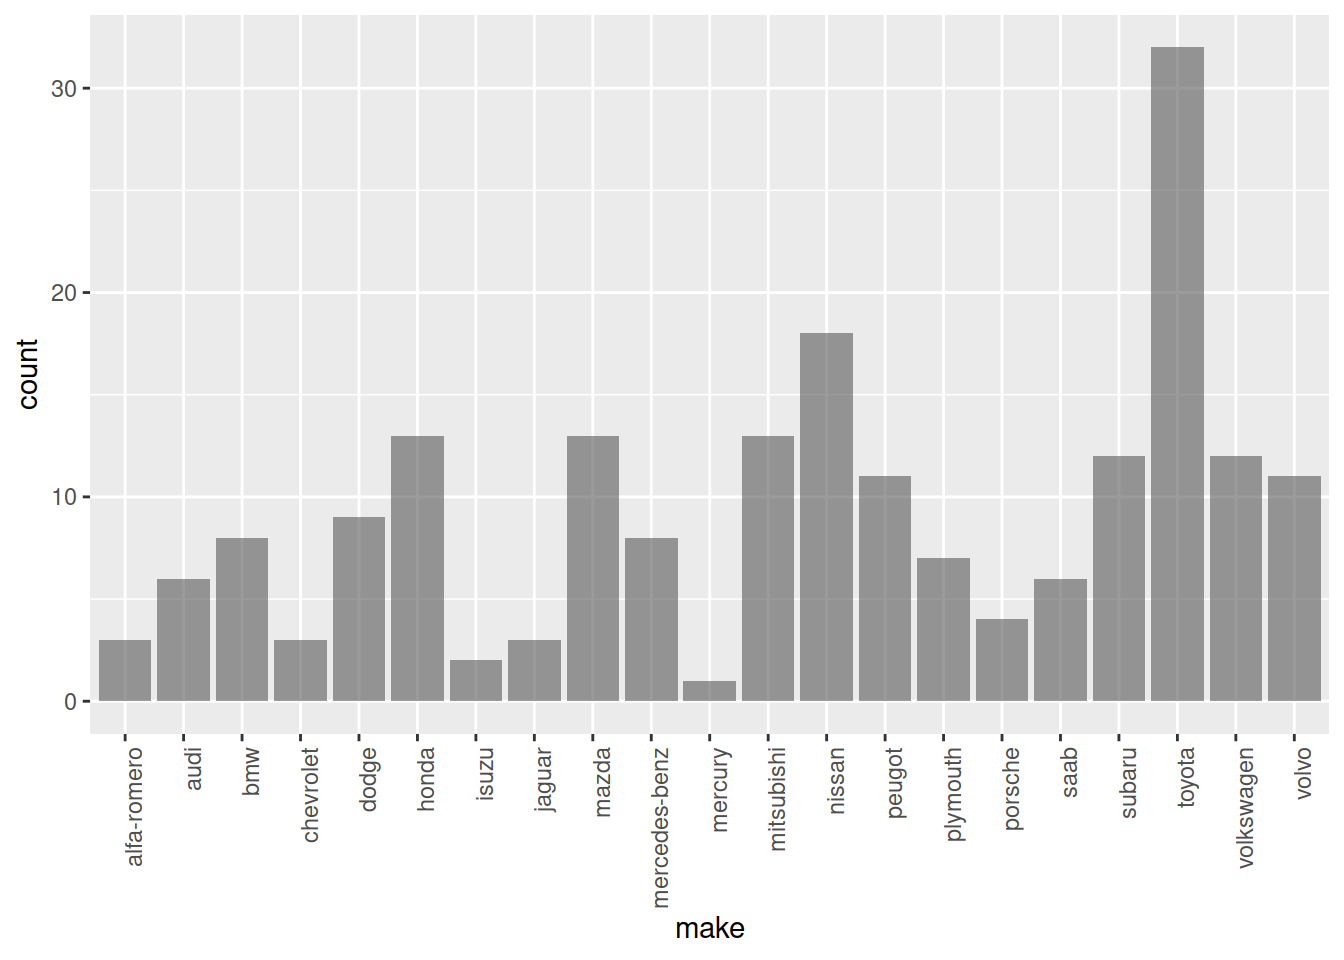 30
20
10
0
count
alfa-romero
audi
bmw
chevrolet
dodge
honda
isuzu
jaguar
mazda
mercedes-benz
mercury
mitsubishi
nissan
peugot
plymouth
porsche
saab
subaru
toyota
volkswagen
volvo
make